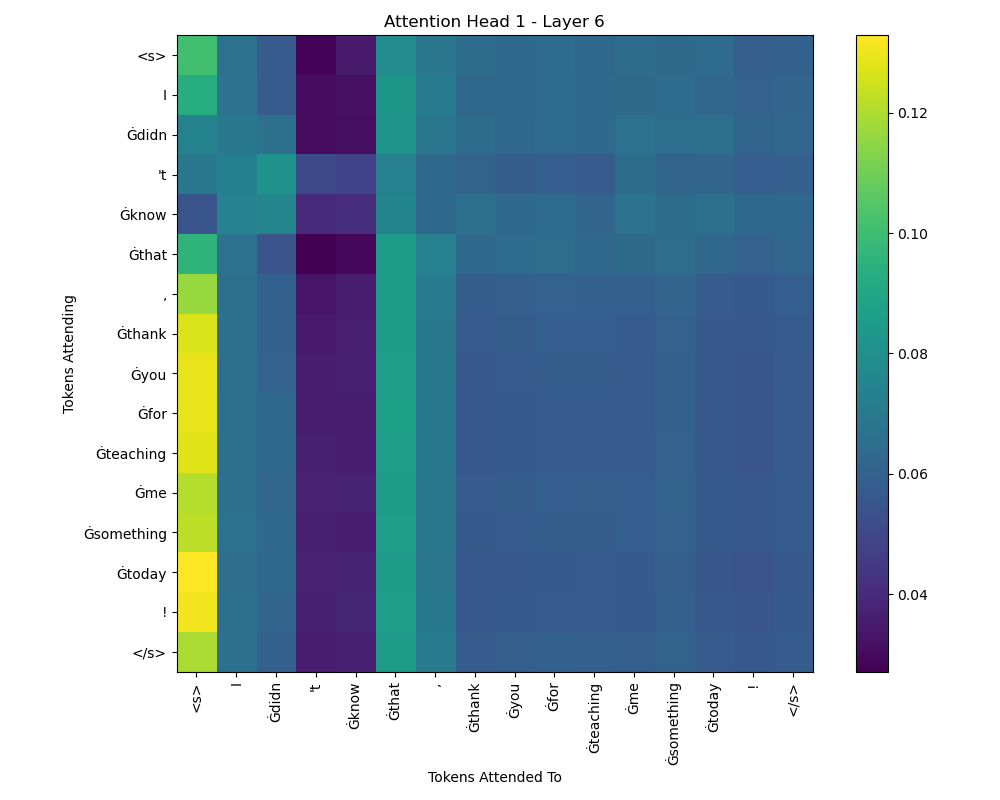 Attention Head 1 - Layer 6
Tokens Attending
<s>
I
Ġdidn
't
Ġknow
Ġthat
,
Ġthank
Ġyou
Ġfor
Ġteaching
Ġme
Ġsomething
Ġtoday
!
</s>
<s>
I
Ġdidn
't
Ġknow
Ġthat
,
Ġthank
Ġyou
Ġfor
Ġteaching
Ġme
Ġsomething
Ġtoday
!
</s>
Tokens Attended To
0.12
0.10
0.08
0.06
0.04